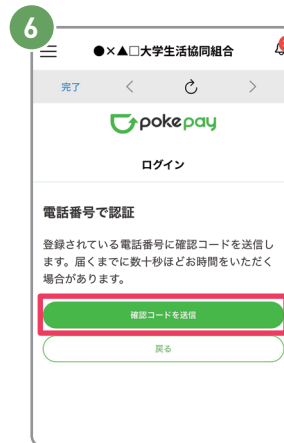 6
●×▲□大学生活協同組合
完了
pokepay
ログイン
電話番号で認証
登録されている電話番号に確認コードを送信し
ます。届くまでに数十秒ほどお時間をいただく
場合があります。
確認コードを送信
戻る